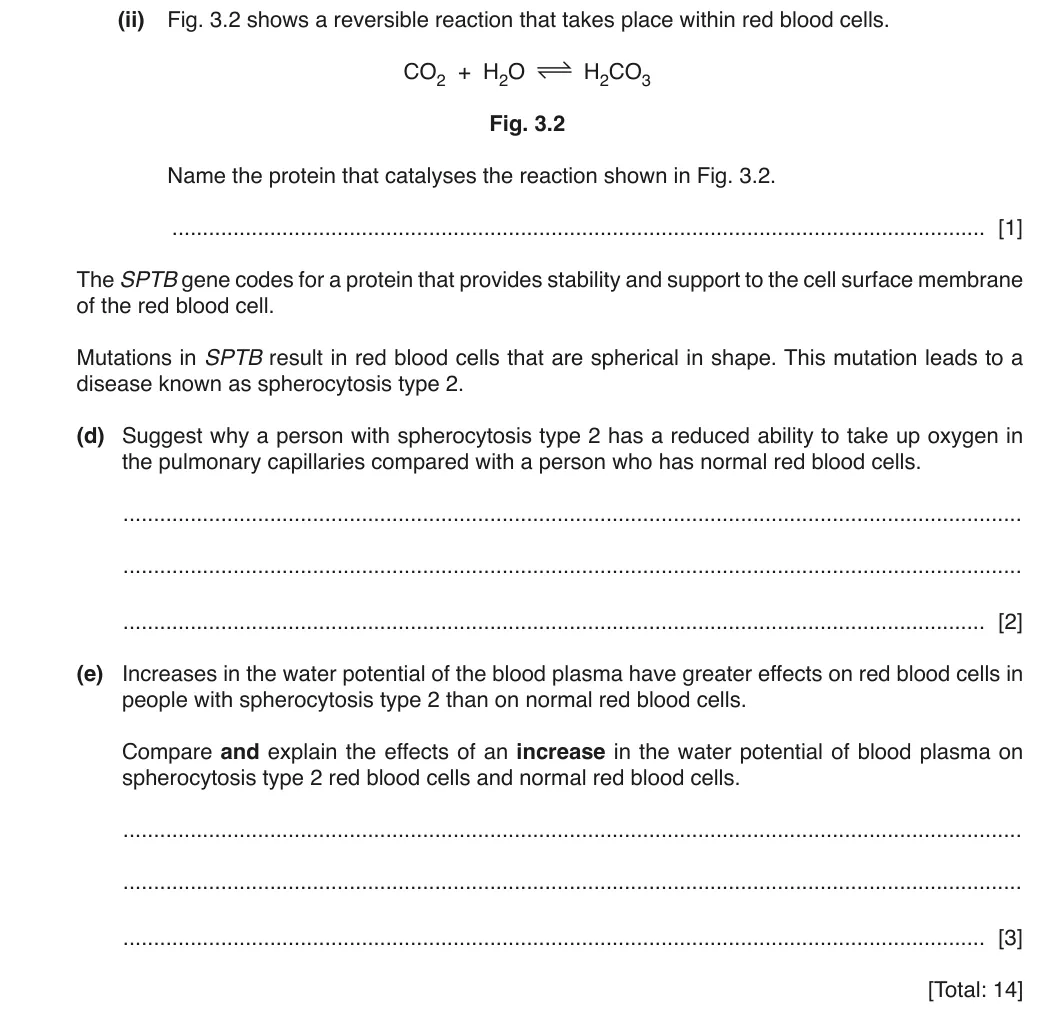 (ii) Fig. 3.2 shows a reversible reaction that takes place within red blood cells.
CO₂ + H₂O ⇌ H₂CO₃
Fig. 3.2
Name the protein that catalyses the reaction shown in Fig. 3.2.
.......................................................................................................................................... [1]
The SPTB gene codes for a protein that provides stability and support to the cell surface membrane
of the red blood cell.
Mutations in SPTB result in red blood cells that are spherical in shape. This mutation leads to a
disease known as spherocytosis type 2.
(d) Suggest why a person with spherocytosis type 2 has a reduced ability to take up oxygen in
the pulmonary capillaries compared with a person who has normal red blood cells.
..........................................................................................................................................................
..........................................................................................................................................................
.................................................................................................................................................... [2]
(e) Increases in the water potential of the blood plasma have greater effects on red blood cells in
people with spherocytosis type 2 than on normal red blood cells.
Compare and explain the effects of an increase in the water potential of blood plasma on
spherocytosis type 2 red blood cells and normal red blood cells.
..........................................................................................................................................................
..........................................................................................................................................................
.................................................................................................................................................... [3]
[Total: 14]